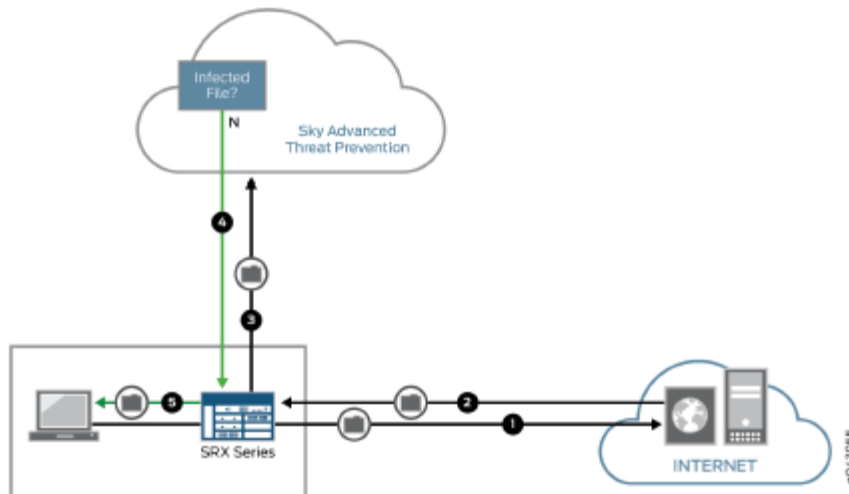 Infected
File?
N
Sky Advanced
Threat Prevention
4
3
5
2
1
SRX Series
INTERNET